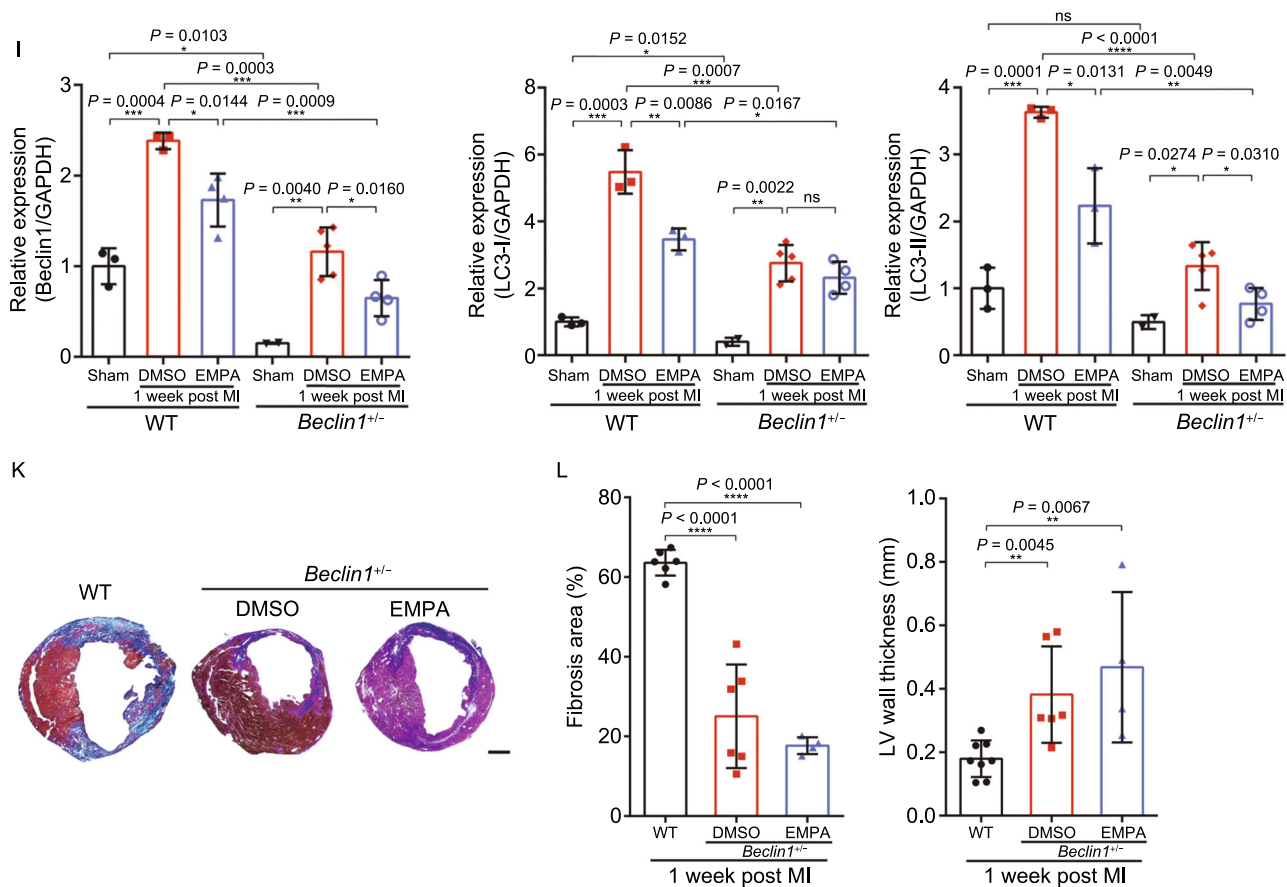 I
P = 0.0103
*
P = 0.0003
***
P = 0.0004 P = 0.0144 P = 0.0009
*** * ***
P = 0.0040 P = 0.0160
** *
Relative expression
(Beclin1/GAPDH)
3
2
1
0
Sham DMSO EMPA Sham DMSO EMPA
1 week post MI 1 week post MI
WT Beclin1+/−
P = 0.0152
*
P = 0.0007
***
P = 0.0003 P = 0.0086 P = 0.0167
*** ** *
P = 0.0022 ns
**
Relative expression
(LC3-I/GAPDH)
8
6
4
2
0
Sham DMSO EMPA Sham DMSO EMPA
1 week post MI 1 week post MI
WT Beclin1+/−
ns
P < 0.0001
****
P = 0.0001 P = 0.0131 P = 0.0049
*** * **
P = 0.0274 P = 0.0310
* *
Relative expression
(LC3-II/GAPDH)
4
3
2
1
0
Sham DMSO EMPA Sham DMSO EMPA
1 week post MI 1 week post MI
WT Beclin1+/−
K
Beclin1+/−
WT DMSO EMPA
L
P < 0.0001
****
P < 0.0001
****
Fibrosis area (%)
80
60
40
20
0
WT DMSO EMPA
Beclin1+/−
1 week post MI
P = 0.0067
**
P = 0.0045
**
LV wall thickness (mm)
1.0
0.8
0.6
0.4
0.2
0.0
WT DMSO EMPA
Beclin1+/−
1 week post MI